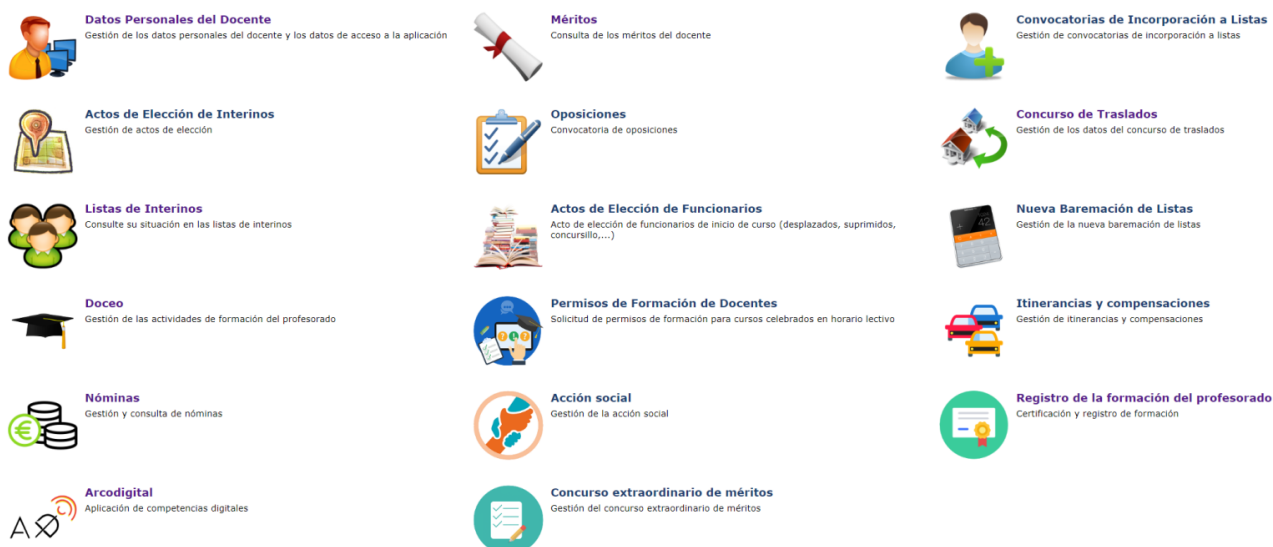 Datos Personales del Docente
Gestión de los datos personales del docente y los datos de acceso a la aplicación
Méritos
Consulta de los méritos del docente
Convocatorias de Incorporación a Listas
Gestión de convocatorias de incorporación a listas
Actos de Elección de Interinos
Gestión de actos de elección
Oposiciones
Convocatoria de oposiciones
Concurso de Traslados
Gestión de los datos del concurso de traslados
Listas de Interinos
Consulte su situación en las listas de interinos
Actos de Elección de Funcionarios
Acto de elección de funcionarios de inicio de curso (desplazados, suprimidos,
concursillo,...)
42
Nueva Baremación de Listas
Gestión de la nueva baremación de listas
Doceo
Gestión de las actividades de formación del profesorado
Permisos de Formación de Docentes
Solicitud de permisos de formación para cursos celebrados en horario lectivo
Itinerancias y compensaciones
Gestión de itinerancias y compensaciones
€
Nóminas
Gestión y consulta de nóminas
Acción social
Gestión de la acción social
Registro de la formación del profesorado
Certificación y registro de formación
Arcodigital
Aplicación de competencias digitales
Concurso extraordinario de méritos
Gestión del concurso extraordinario de méritos